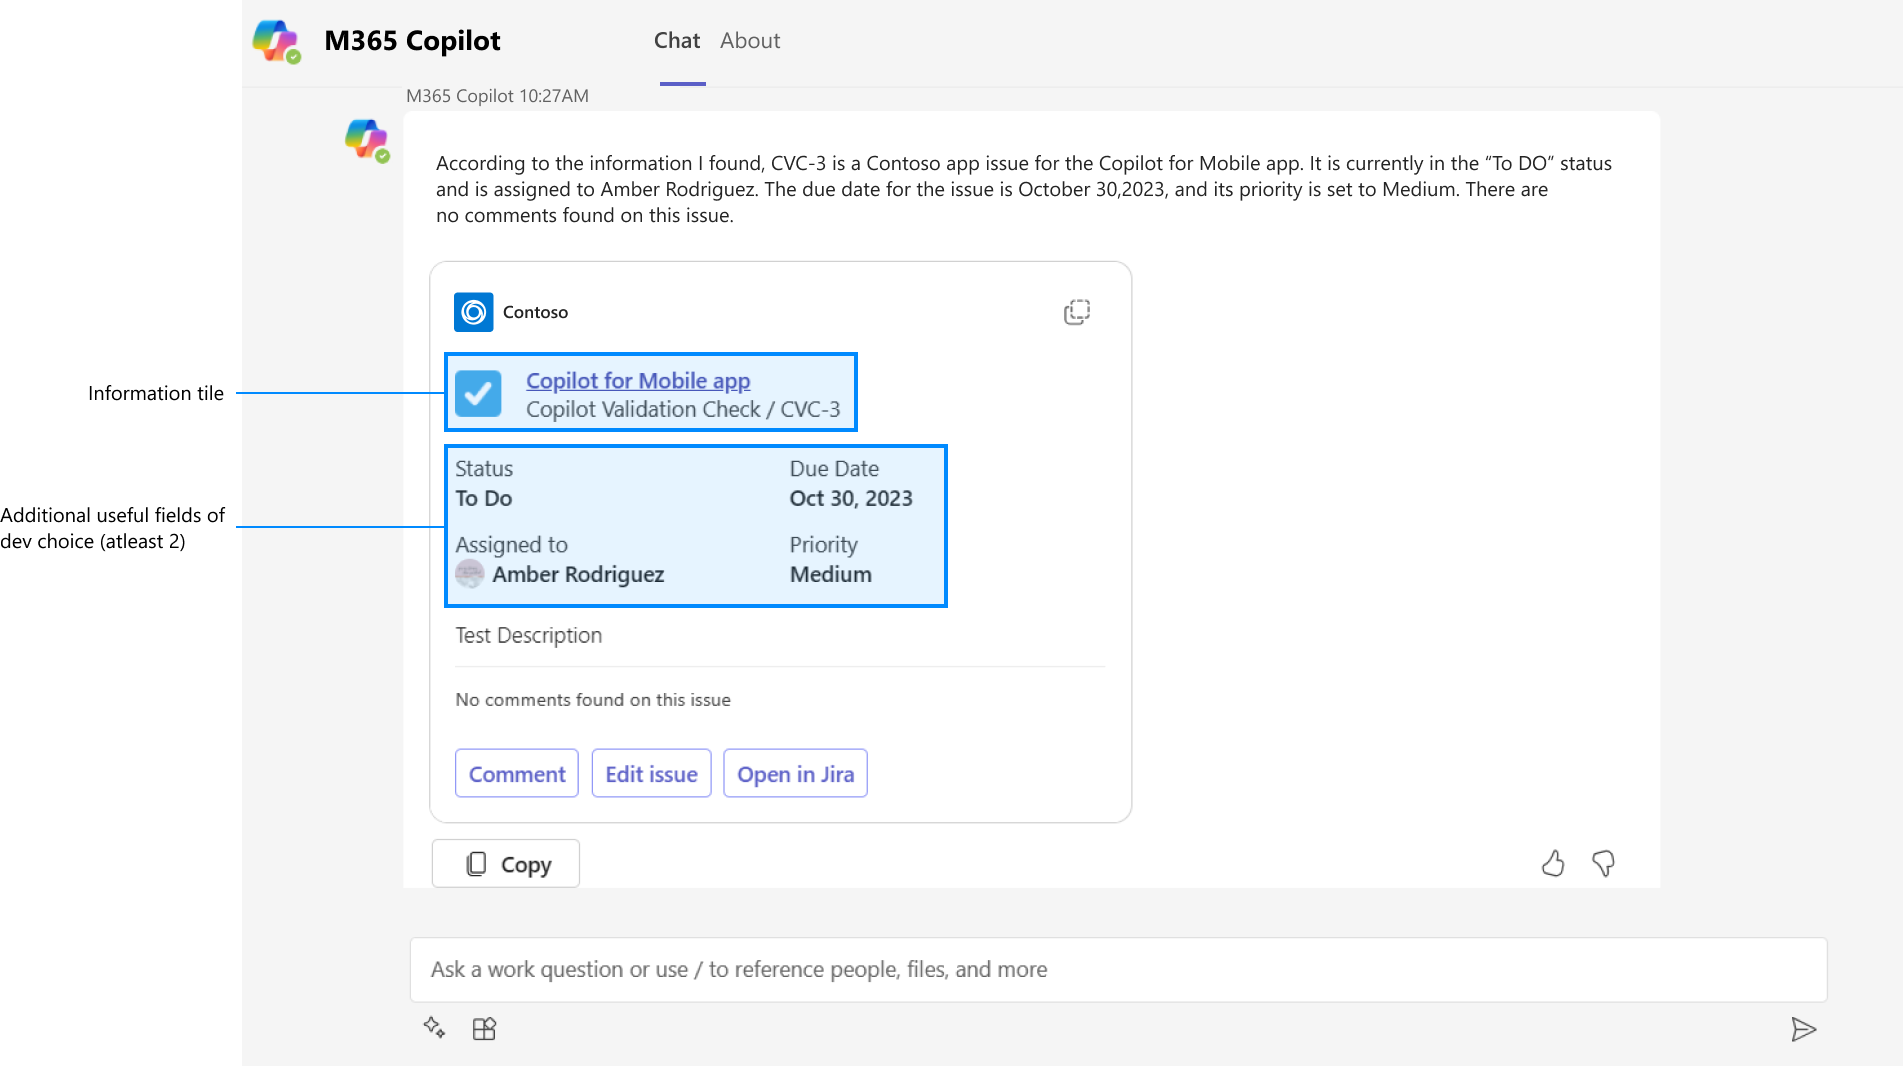 M365 Copilot
Chat About
M365 Copilot 10:27AM
According to the information I found, CVC-3 is a Contoso app issue for the Copilot for Mobile app. It is currently in the “To DO” status
and is assigned to Amber Rodriguez. The due date for the issue is October 30,2023, and its priority is set to Medium. There are
no comments found on this issue.
Contoso
Information tile
Copilot for Mobile app
Copilot Validation Check / CVC-3
Additional useful fields of
dev choice (atleast 2)
Status Due Date
To Do Oct 30, 2023
Assigned to Priority
Amber Rodriguez Medium
Test Description
No comments found on this issue
Comment Edit issue Open in Jira
Copy
Ask a work question or use / to reference people, files, and more